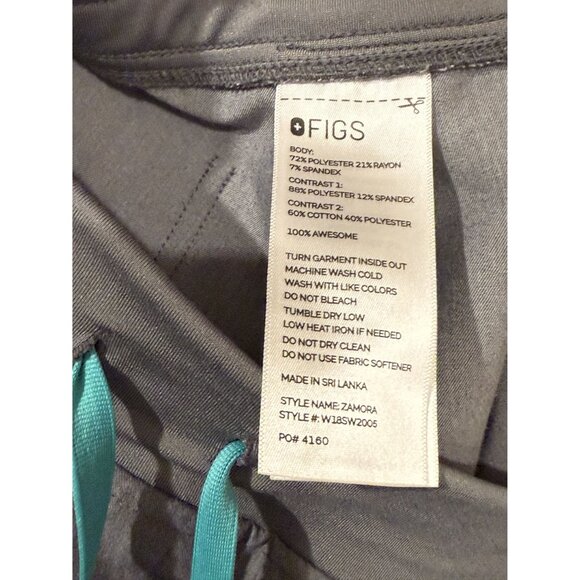 FIGS
BODY:
72% POLYESTER 21% RAYON
7% SPANDEX
CONTRAST 1:
88% POLYESTER 12% SPANDEX
CONTRAST 2:
60% COTTON 40% POLYESTER
100% AWESOME
TURN GARMENT INSIDE OUT
MACHINE WASH COLD
WASH WITH LIKE COLORS
DO NOT BLEACH
TUMBLE DRY LOW
LOW HEAT IRON IF NEEDED
DO NOT DRY CLEAN
DO NOT USE FABRIC SOFTENER
MADE IN SRI LANKA
STYLE NAME: ZAMORA
STYLE #: W18SW2005
PO# 4160